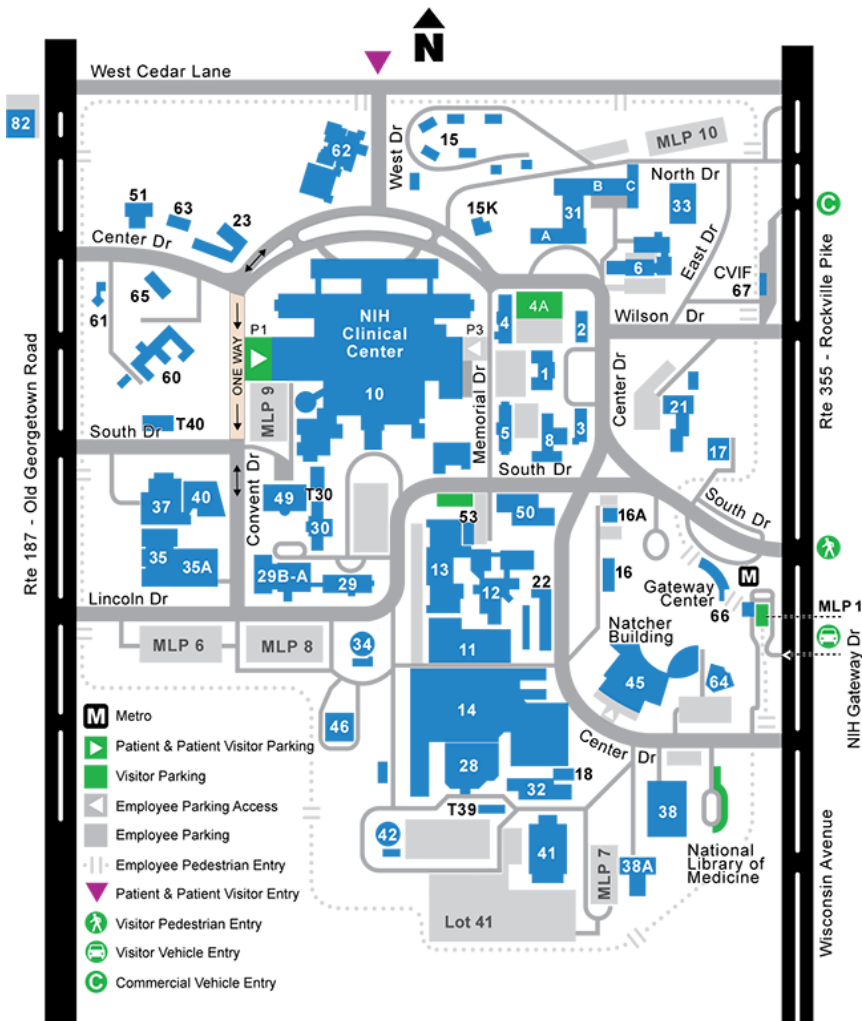 N
West Cedar Lane
82
62
West Dr
15
MLP 10
51
63
23
15K
B
C
31
A
North Dr
33
Center Dr
6
East Dr
CVIF
67
Rte 355 - Rockville Pike
C
65
61
NIH
Clinical
Center
10
4
4A
2
Wilson Dr
P1
P3
ONE WAY
60
MLP 9
1
Memorial Dr
Center Dr
21
T40
5
8
3
17
South Dr
South Dr
South Dr
Rte 187 - Old Georgetown Road
Convent Dr
37
40
49
T30
30
53
50
16A
35
35A
29B-A
29
13
12
22
16
Gateway
Center
M
66
MLP 1
Lincoln Dr
Natcher
Building
MLP 6
MLP 8
34
11
45
64
NIH Gateway Dr
46
14
Center Dr
28
18
32
38
T39
42
41
MLP 7
38A
National
Library of
Medicine
Lot 41
Wisconsin Avenue
M Metro
Patient & Patient Visitor Parking
Visitor Parking
Employee Parking Access
Employee Parking
Employee Pedestrian Entry
Patient & Patient Visitor Entry
Visitor Pedestrian Entry
Visitor Vehicle Entry
C Commercial Vehicle Entry